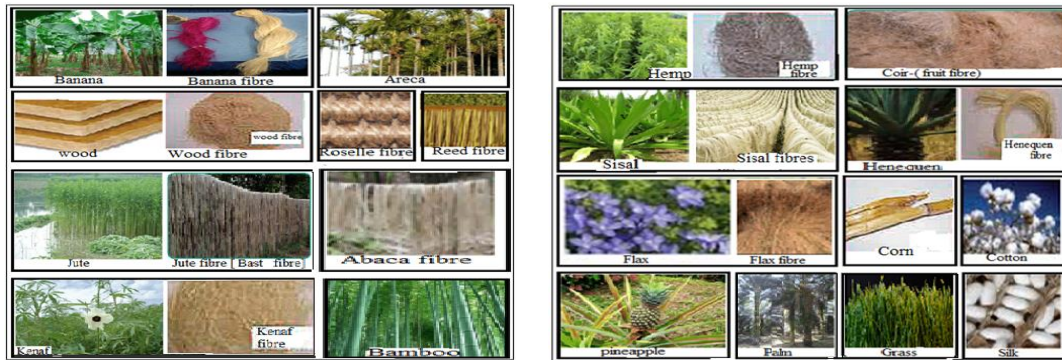 Banana
Banana fibre
Areca
wood
wood fibre
Wood fibre
Roselle fibre
Reed fibre
Jute
Jute fibre [ Bast fibre]
Abaca fibre
Kenaf
Kenaf
fibre
Bamboo
Hemp
Hemp
fibre
Coir-( fruit fibre)
Sisal
Sisal fibres
Henequen
Henequen
fibre
Flax
Flax fibre
Corn
Cotton
pineapple
Palm
Grass
Silk